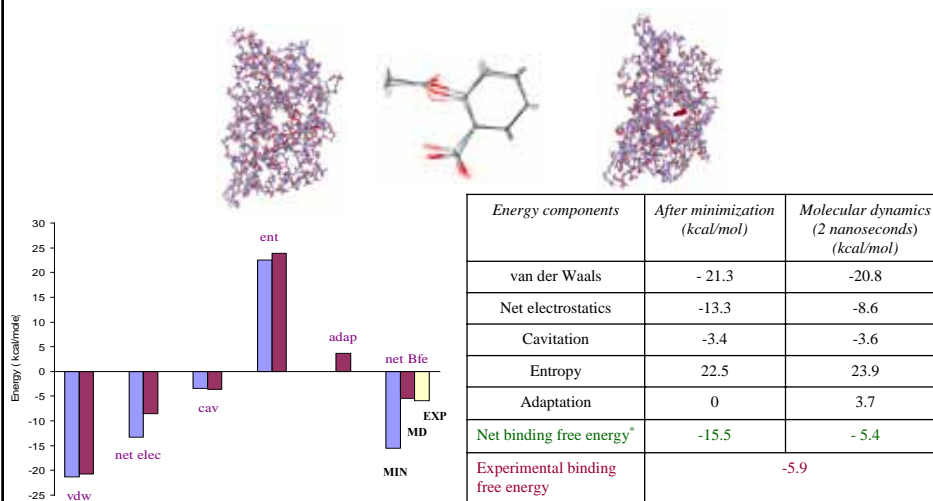 30
25
20
15
10
5
0
-5
-10
-15
-20
-25
Energy ( kcal/mole)
vdw
net elec
cav
ent
adap
net Bfe
MIN
MD
EXP
Energy components After minimization Molecular dynamics
(kcal/mol) (2 nanoseconds)
(kcal/mol)
van der Waals - 21.3 -20.8
Net electrostatics -13.3 -8.6
Cavitation -3.4 -3.6
Entropy 22.5 23.9
Adaptation 0 3.7
Net binding free energy* -15.5 - 5.4
Experimental binding -5.9
free energy